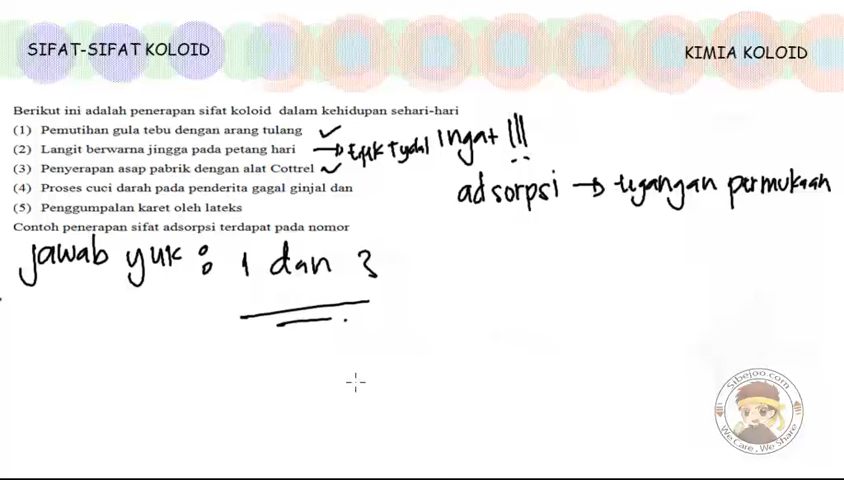 SIFAT-SIFAT KOLOID
KIMIA KOLOID
Berikut ini adalah penerapan sifat koloid dalam kehidupan sehari-hari
(1) Pemutihan gula tebu dengan arang tulang
(2) Langit berwarna jingga pada petang hari → Efek Tydal
(3) Penyerapan asap pabrik dengan alat Cottrel
(4) Proses cuci darah pada penderita gagal ginjal dan
(5) Penggumpalan karet oleh lateks
Contoh penerapan sifat adsorpsi terdapat pada nomor
Ingat !!!
adsorpsi → tegangan permukaan
Jawab yuk : 1 dan 3
Sibejoo.com
We Care, We Share